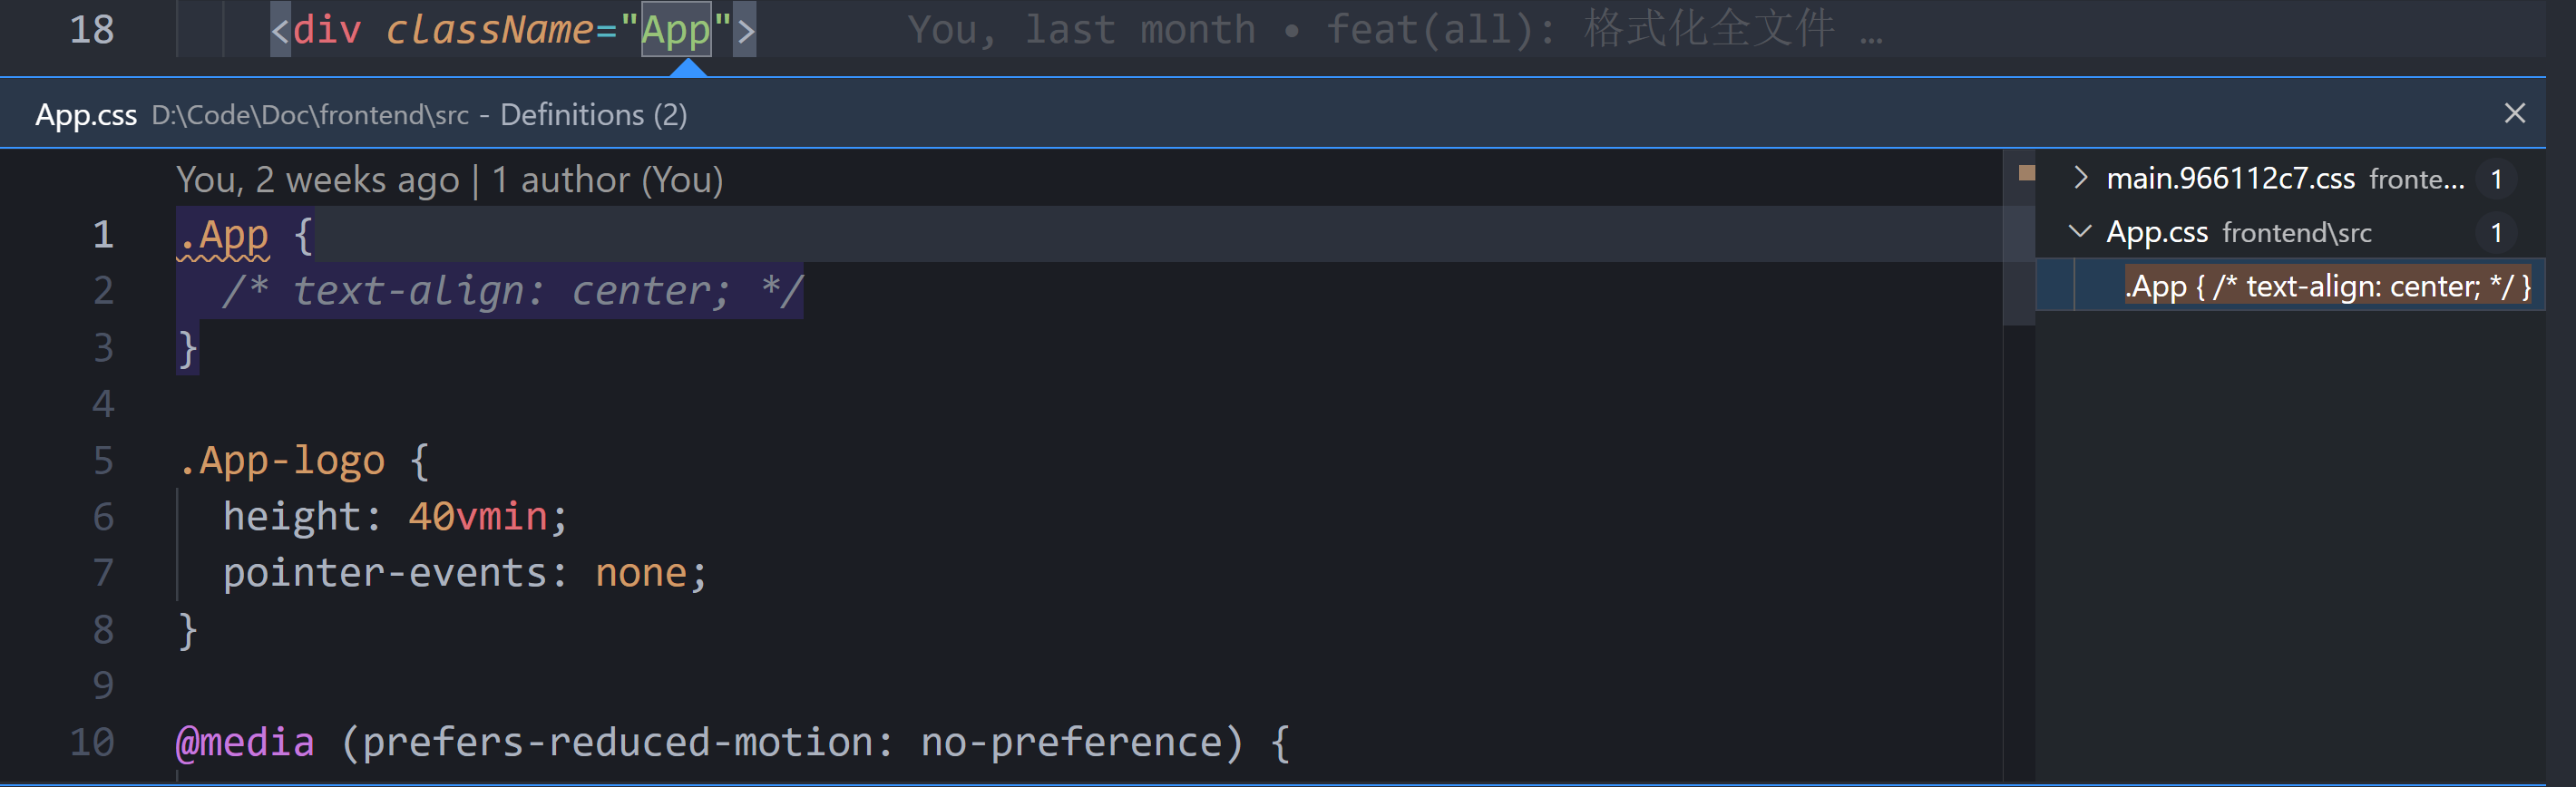 18 <div className="App"> You, last month • feat(all): 格式化全文件 …
App.css D:\Code\Doc\frontend\src - Definitions (2)
You, 2 weeks ago | 1 author (You)
1 .App {
2 /* text-align: center; */
3 }
4
5 .App-logo {
6 height: 40vmin;
7 pointer-events: none;
8 }
9
10 @media (prefers-reduced-motion: no-preference) {
main.966112c7.css fronte... 1
App.css frontend\src 1
.App { /* text-align: center; */ }